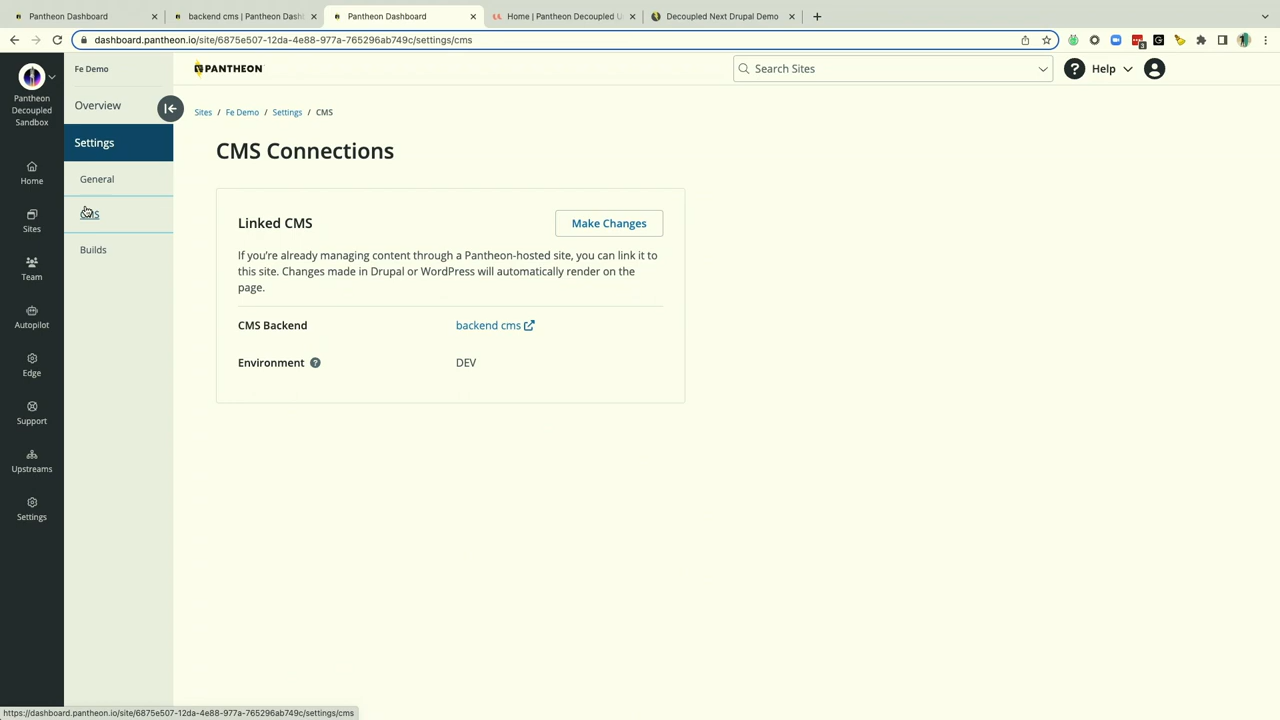 Pantheon Dashboard
backend cms | Pantheon Dash
Pantheon Dashboard
Home | Pantheon Decoupled U
Decoupled Next Drupal Demo
dashboard.pantheon.io/site/6875e507-12da-4e88-977a-765296ab749c/settings/cms
3
Pantheon
Decoupled
Sandbox
Home
Sites
Team
Autopilot
Edge
Support
Upstreams
Settings
Fe Demo
Overview
Settings
General
CMS
Builds
PANTHEON
Search Sites
Help
Sites / Fe Demo / Settings / CMS
CMS Connections
Linked CMS
Make Changes
If you're already managing content through a Pantheon-hosted site, you can link it to
this site. Changes made in Drupal or WordPress will automatically render on the
page.
CMS Backend
backend cms
Environment ?
DEV
https://dashboard.pantheon.io/site/6875e507-12da-4e88-977a-765296ab749c/settings/cms